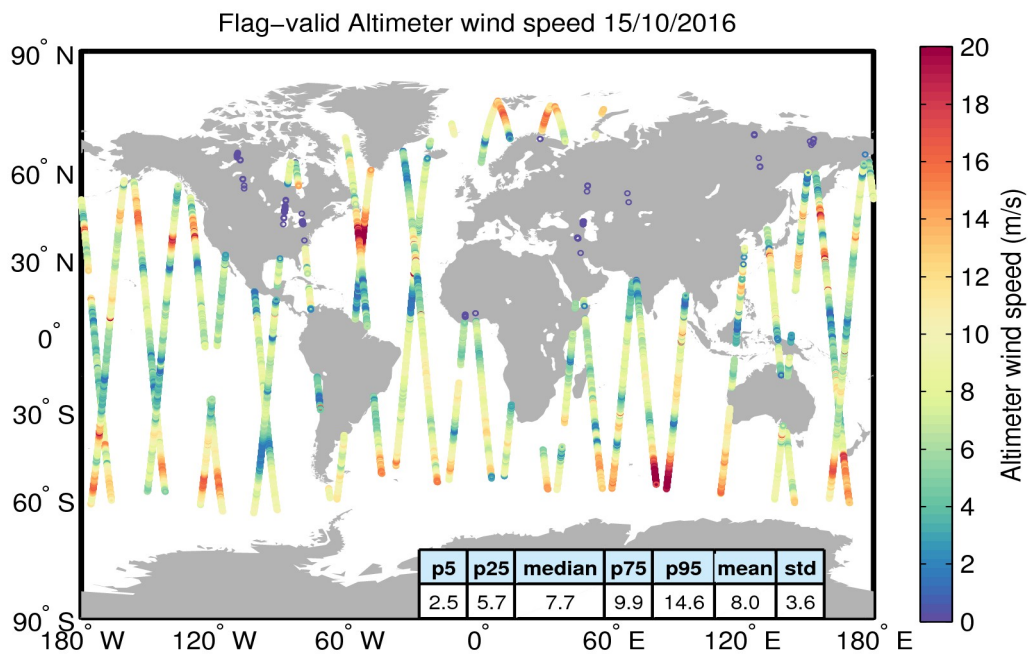 Flag−valid Altimeter wind speed 15/10/2016
90° N
60° N
30° N
0°
30° S
60° S
90° S
180° W
120° W
60° W
0°
60° E
120° E
180° E
p5 p25 median p75 p95 mean std
2.5 5.7 7.7 9.9 14.6 8.0 3.6
20
18
16
14
12
10
8
6
4
2
0
Altimeter wind speed (m/s)